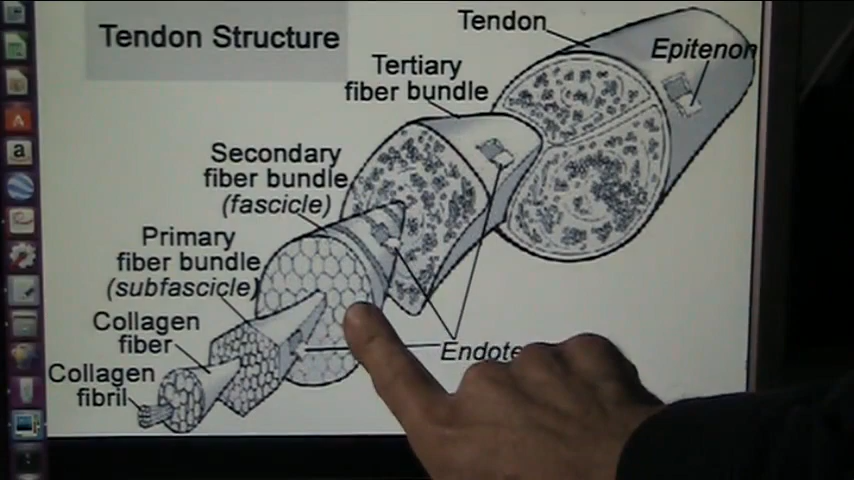 Tendon Structure
Tendon
Epitenon
Tertiary
fiber bundle
Secondary
fiber bundle
(fascicle)
Primary
fiber bundle
(subfascicle)
Collagen
fiber
Collagen
fibril
a